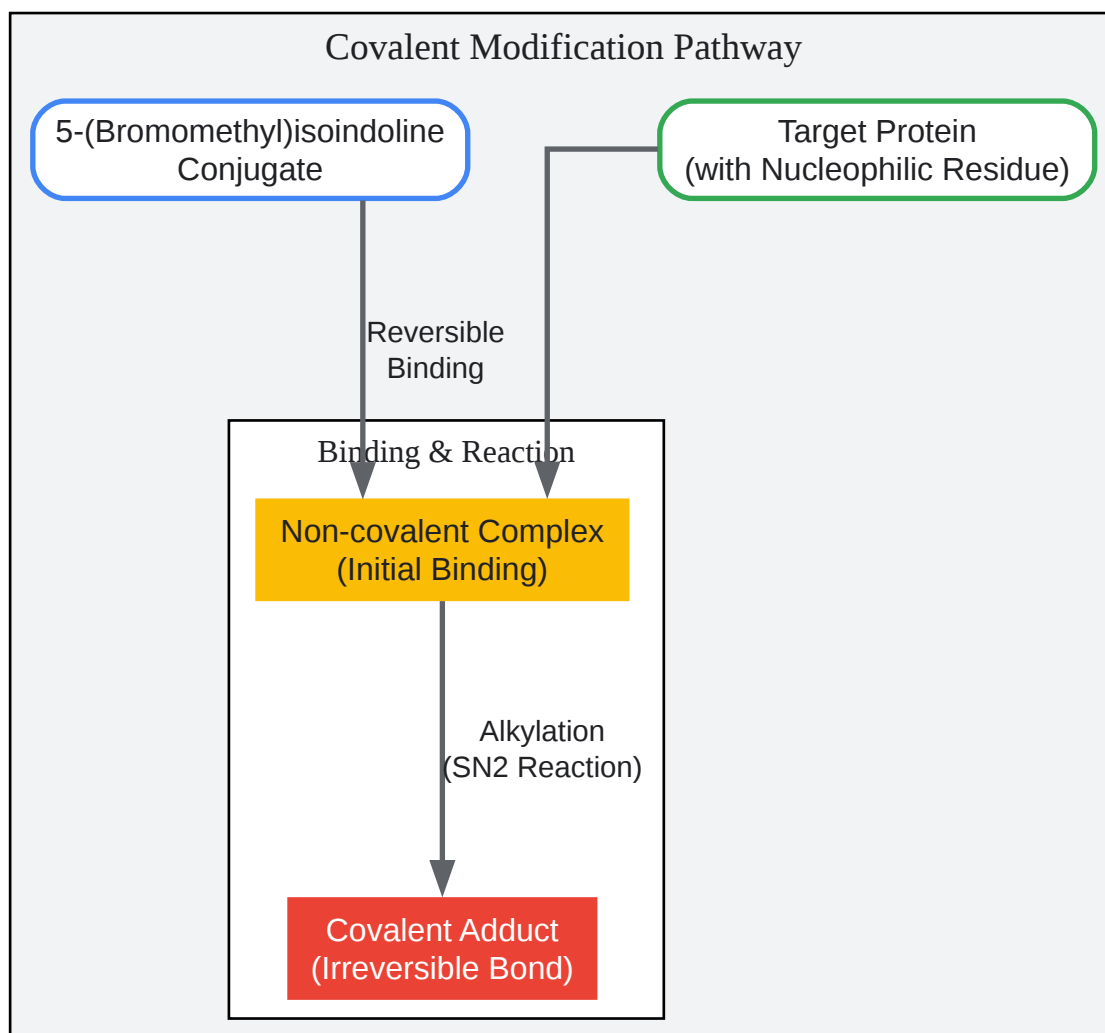 Covalent Modification Pathway
5-(Bromomethyl)isoindoline
Conjugate
Target Protein
(with Nucleophilic Residue)
Reversible
Binding
Binding & Reaction
Non-covalent Complex
(Initial Binding)
Alkylation
(SN2 Reaction)
Covalent Adduct
(Irreversible Bond)